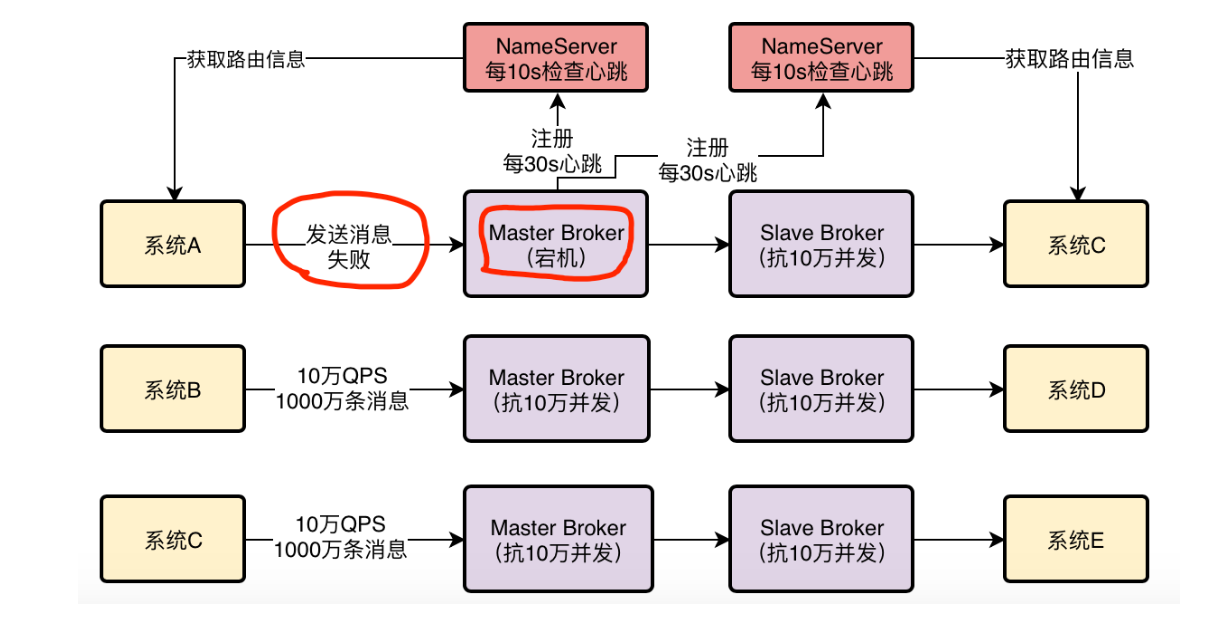 NameServer
每10s检查心跳
NameServer
每10s检查心跳
获取路由信息
获取路由信息
注册
每30s心跳
注册
每30s心跳
系统A
发送消息
失败
Master Broker
（宕机）
Slave Broker
（抗10万并发）
系统C
系统B
10万QPS
1000万条消息
Master Broker
（抗10万并发）
Slave Broker
（抗10万并发）
系统D
系统C
10万QPS
1000万条消息
Master Broker
（抗10万并发）
Slave Broker
（抗10万并发）
系统E